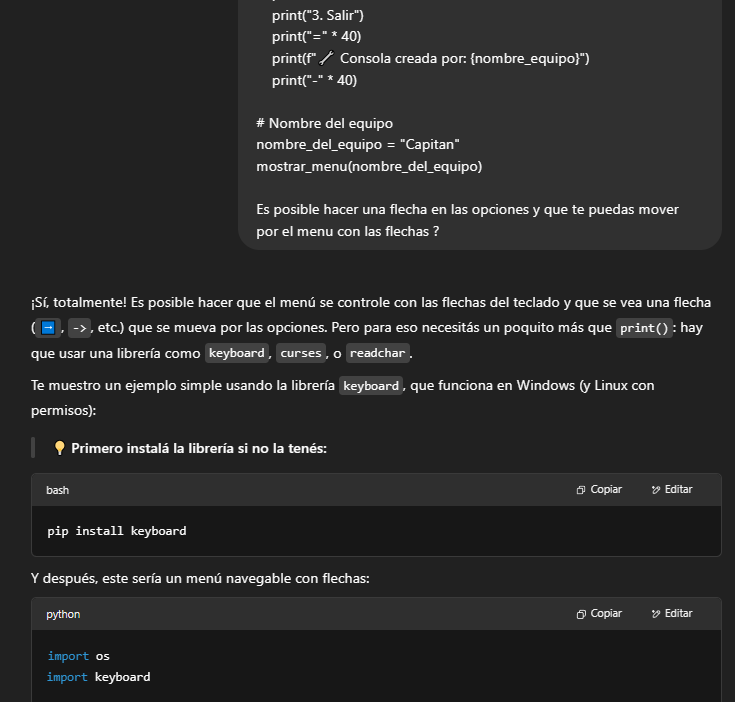 print("3. Salir")
print("=" * 40)
print(f"🔧 Consola creada por: {nombre_equipo}")
print("-" * 40)
# Nombre del equipo
nombre_del_equipo = "Capitan"
mostrar_menu(nombre_del_equipo)
Es posible hacer una flecha en las opciones y que te puedas mover
por el menu con las flechas ?
¡Sí, totalmente! Es posible hacer que el menú se controle con las flechas del teclado y que se vea una flecha
(➡️, ->, etc.) que se mueva por las opciones. Pero para eso necesitás un poquito más que print(): hay
que usar una librería como keyboard, curses, o readchar.
Te muestro un ejemplo simple usando la librería keyboard, que funciona en Windows (y Linux con
permisos):
💡 Primero instalá la librería si no la tenés:
bash Copiar Editar
pip install keyboard
Y después, este sería un menú navegable con flechas:
python Copiar Editar
import os
import keyboard